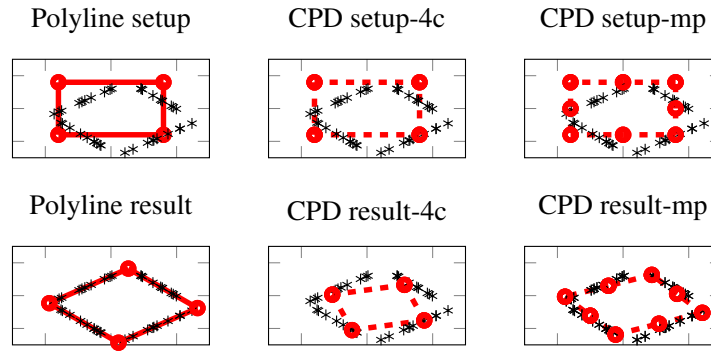 Polyline setup
CPD setup-4c
CPD setup-mp
Polyline result
CPD result-4c
CPD result-mp